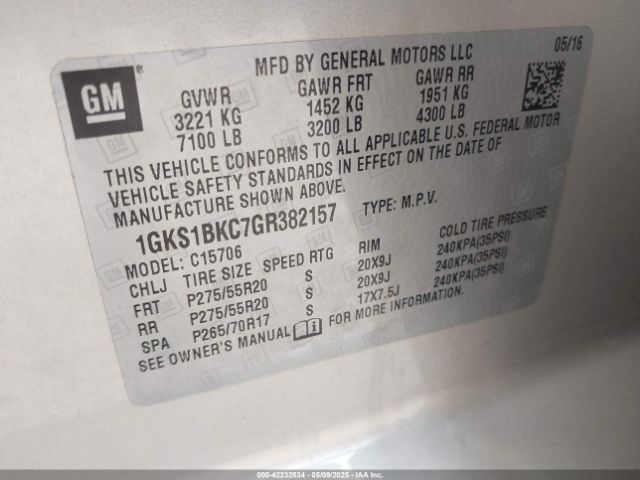 GM
MFD BY GENERAL MOTORS LLC 05/16
GVWR GAWR FRT GAWR RR
3221 KG 1452 KG 1951 KG
7100 LB 3200 LB 4300 LB
THIS VEHICLE CONFORMS TO ALL APPLICABLE U.S. FEDERAL MOTOR
VEHICLE SAFETY STANDARDS IN EFFECT ON THE DATE OF
MANUFACTURE SHOWN ABOVE.
1GKS1BKC7GR382157 TYPE: M.P.V.
MODEL: C15706
CHLJ TIRE SIZE SPEED RTG RIM COLD TIRE PRESSURE
FRT P275/55R20 S 20X9J 240KPA(35PSI)
RR P275/55R20 S 20X9J 240KPA(35PSI)
SPA P265/70R17 S 17X7.5J 240KPA(35PSI)
SEE OWNER'S MANUAL FOR MORE INFORMATION.
000-42232534 - 05/09/2025 - IAAI.com